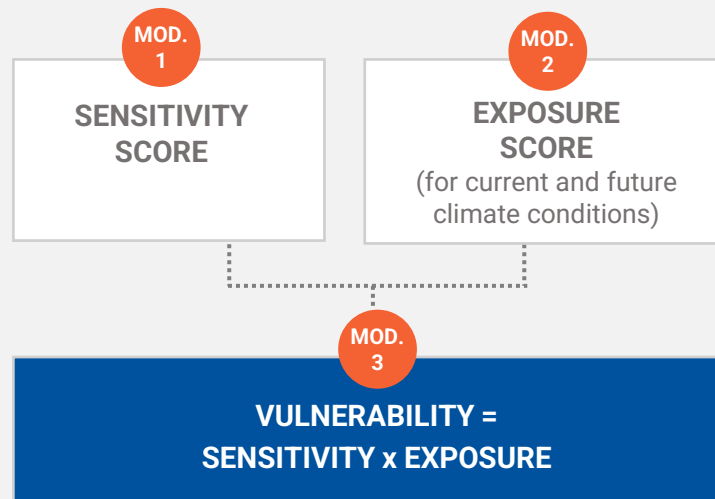 MOD.
1
SENSITIVITY
SCORE
MOD.
2
EXPOSURE
SCORE
(for current and future
climate conditions)
MOD.
3
VULNERABILITY =
SENSITIVITY x EXPOSURE